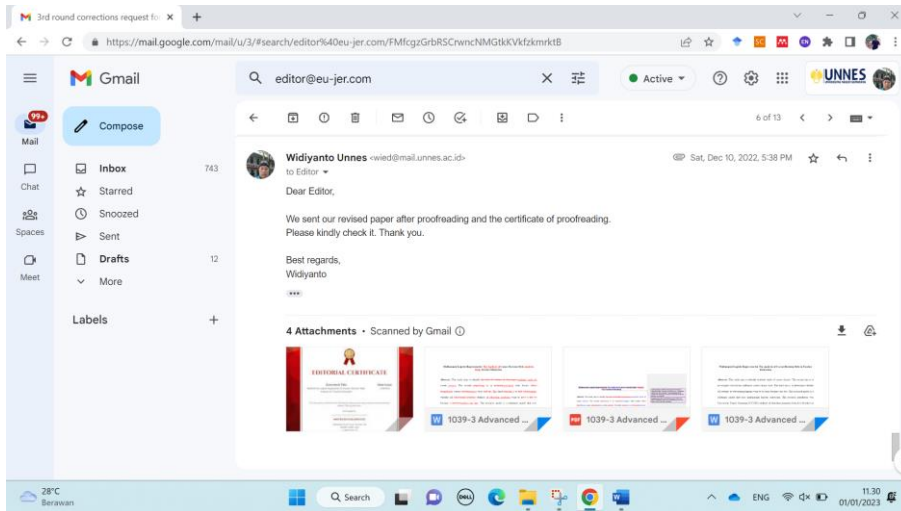 3rd round corrections request fo
https://mail.google.com/mail/u/3/#search/editor%40eu-jer.com/FMfcgzGrbRSCrwncNMGtkKVkfzkmrktB
Gmail
editor@eu-jer.com
Active
UNNES
99+
Mail
Chat
Spaces
Meet
Compose
Inbox 743
Starred
Snoozed
Sent
Drafts 12
More
Labels
6 of 13
Widiyanto Unnes <wied@mail.unnes.ac.id>
Sat, Dec 10, 2022, 5:38 PM
to Editor
Dear Editor,
We sent our revised paper after proofreading and the certificate of proofreading.
Please kindly check it. Thank you.
Best regards,
Widiyanto
4 Attachments • Scanned by Gmail
EDITORIAL CERTIFICATE
W 1039-3 Advanced ...
PDF 1039-3 Advanced ...
W 1039-3 Advanced ...
28°C
Berawan
Search
DELL
ENG
11.30
01/01/2023